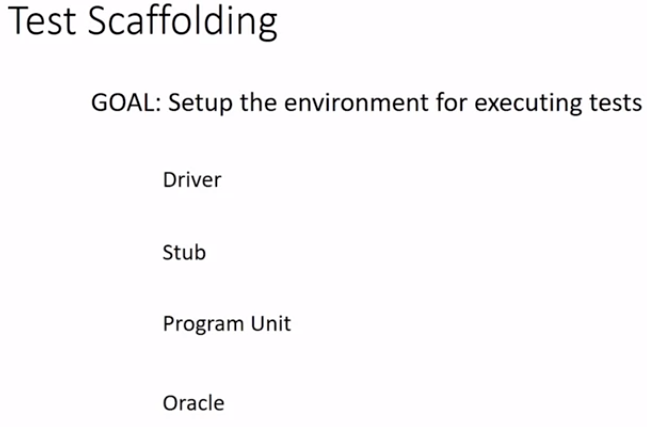 Test Scaffolding
GOAL: Setup the environment for executing tests
Driver
Stub
Program Unit
Oracle